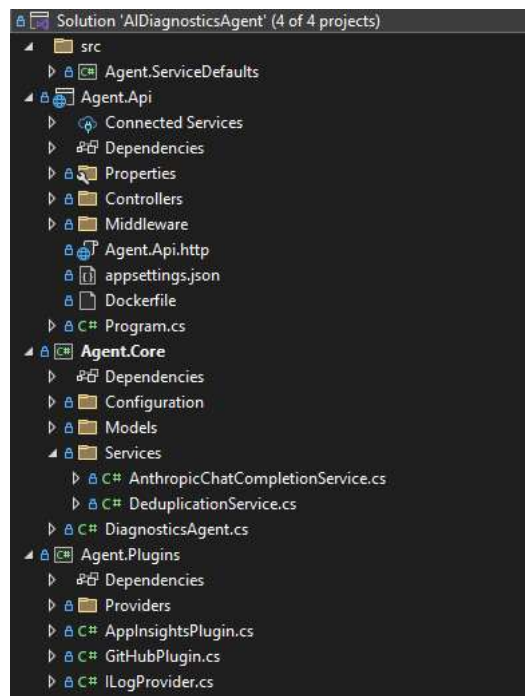 Solution 'AIDiagnosticsAgent' (4 of 4 projects)
src
C# Agent.ServiceDefaults
Agent.Api
Connected Services
Dependencies
Properties
Controllers
Middleware
Agent.Api.http
appsettings.json
Dockerfile
C# Program.cs
C# Agent.Core
Dependencies
Configuration
Models
Services
C# AnthropicChatCompletionService.cs
C# DeduplicationService.cs
C# DiagnosticsAgent.cs
C# Agent.Plugins
Dependencies
Providers
C# AppInsightsPlugin.cs
C# GitHubPlugin.cs
C# ILogProvider.cs